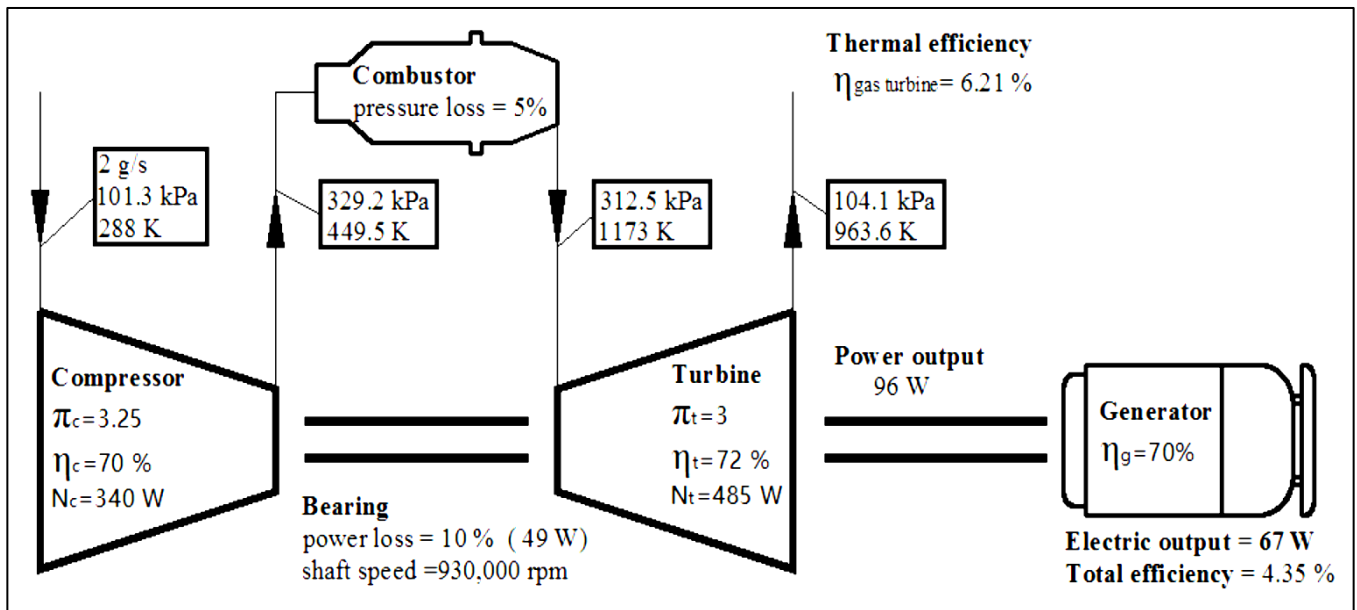 Thermal efficiency
ηgas turbine= 6.21 %
Combustor
pressure loss = 5%
2 g/s
101.3 kPa
288 K
329.2 kPa
449.5 K
312.5 kPa
1173 K
104.1 kPa
963.6 K
Compressor
πc=3.25
ηc=70 %
Nc=340 W
Bearing
power loss = 10 % ( 49 W)
shaft speed =930,000 rpm
Turbine
πt=3
ηt=72 %
Nt=485 W
Power output
96 W
Generator
ηg=70%
Electric output = 67 W
Total efficiency = 4.35 %